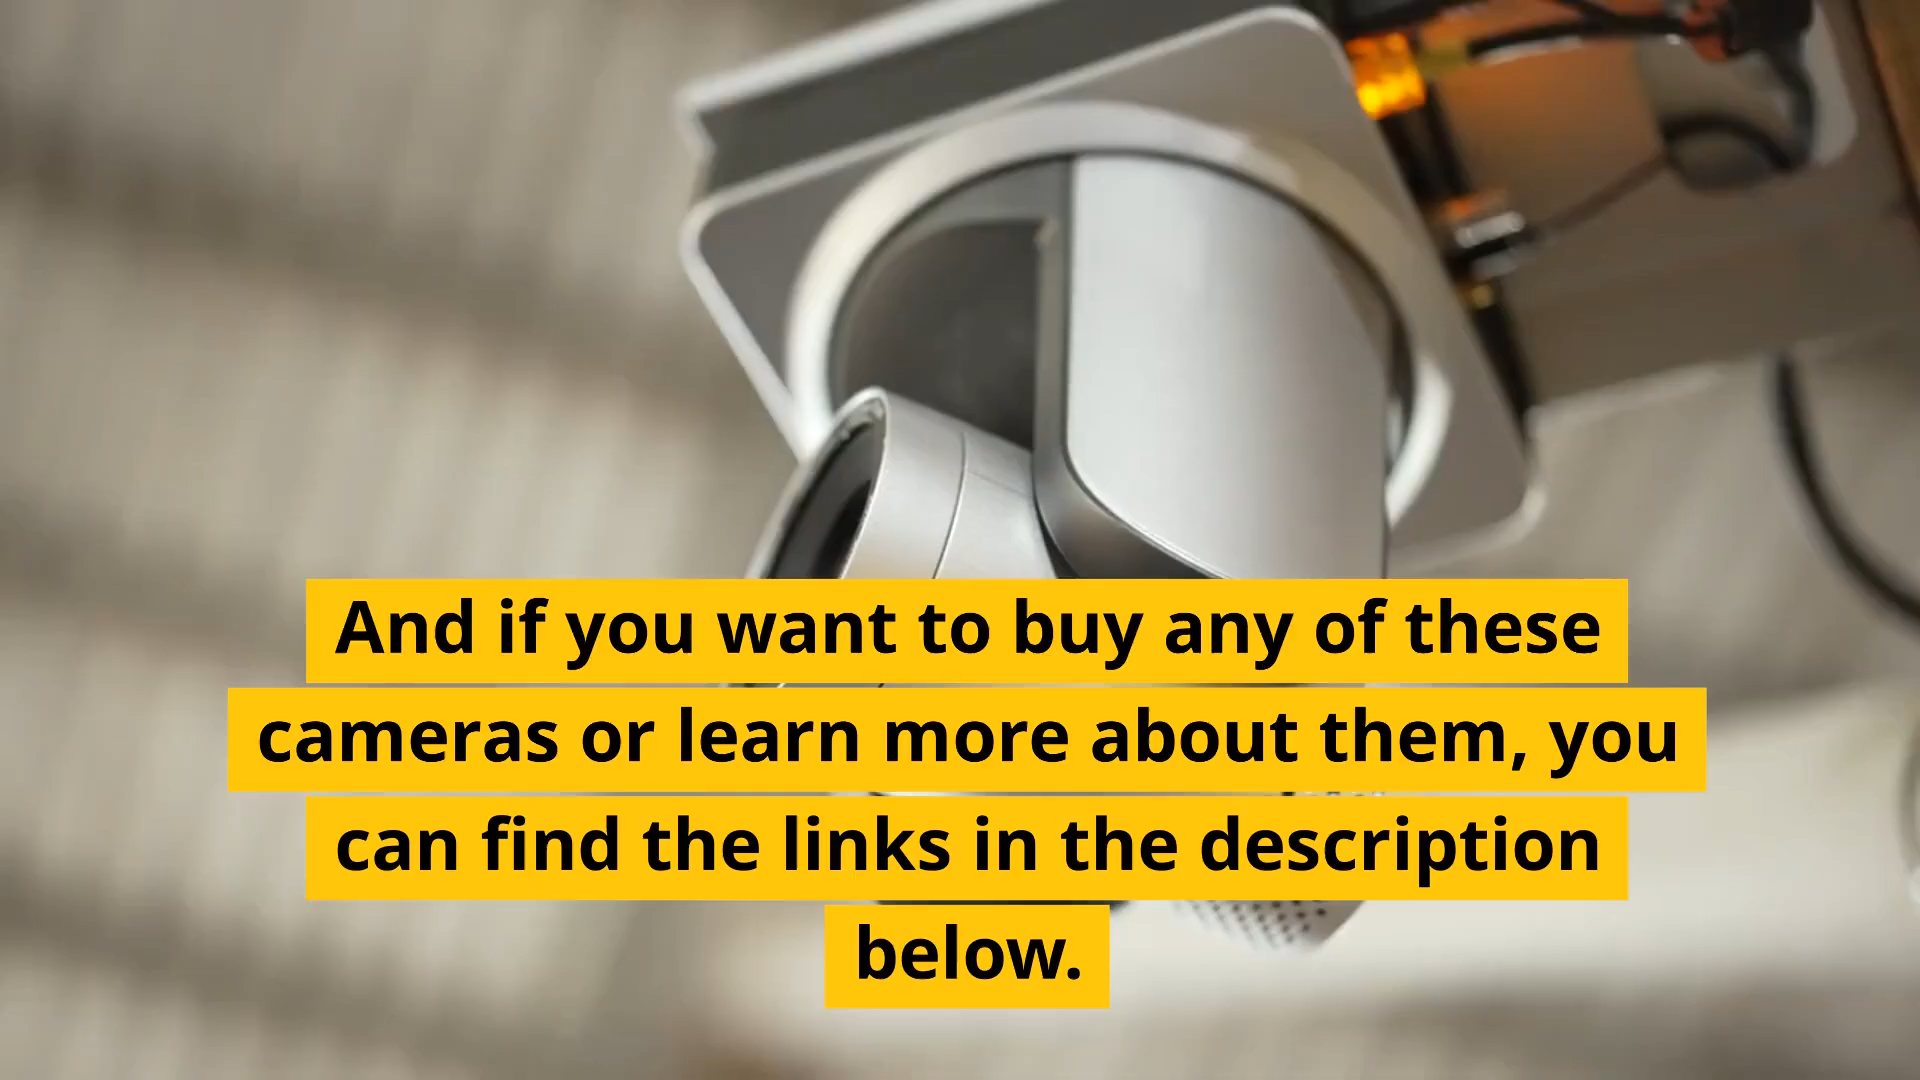 And if you want to buy any of these
cameras or learn more about them, you
can find the links in the description
below.